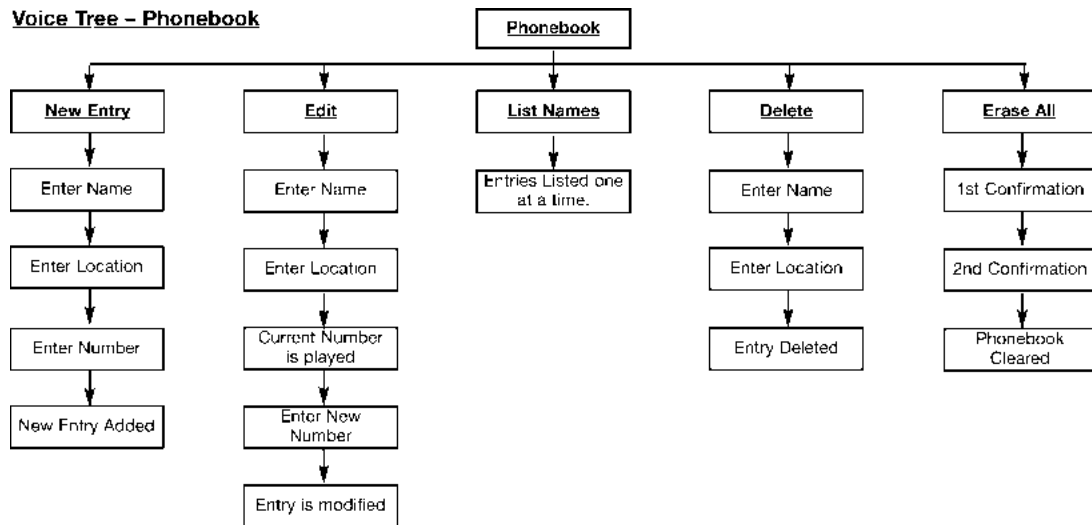 Voice Tree – Phonebook
Phonebook
New Entry
Enter Name
Enter Location
Enter Number
New Entry Added
Edit
Enter Name
Enter Location
Current Number
is played
Enter New
Number
Entry is modified
List Names
Entries Listed one
at a time.
Delete
Enter Name
Enter Location
Entry Deleted
Erase All
1st Confirmation
2nd Confirmation
Phonebook
Cleared